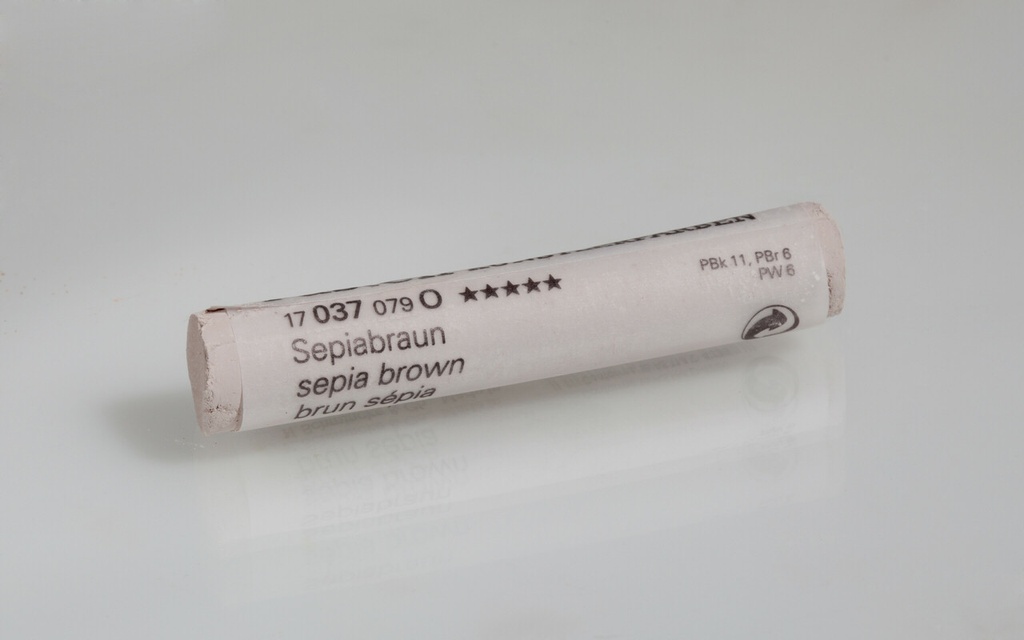 17 037 079 O ★★★★★
Sepiabraun
sepia brown
brun sépia
PBk 11, PBr 6
PW 6